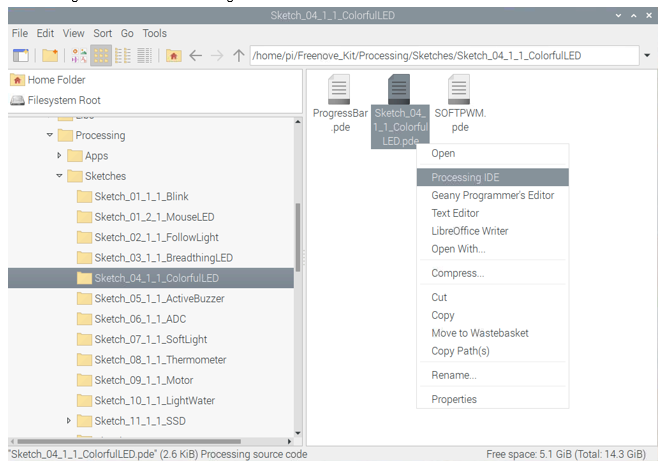 Sketch_04_1_1_ColorfulLED
File Edit View Sort Go Tools
/home/pi/Freenove_Kit/Processing/Sketches/Sketch_04_1_1_ColorfulLED
Home Folder
Filesystem Root
Processing
Apps
Sketches
Sketch_01_1_1_Blink
Sketch_01_2_1_MouseLED
Sketch_02_1_1_FollowLight
Sketch_03_1_1_BreadthingLED
Sketch_04_1_1_ColorfulLED
Sketch_05_1_1_ActiveBuzzer
Sketch_06_1_1_ADC
Sketch_07_1_1_SoftLight
Sketch_08_1_1_Thermometer
Sketch_09_1_1_Motor
Sketch_10_1_1_LightWater
Sketch_11_1_1_SSD
ProgressBar
.pde
Sketch_04_
1_1_Colorful
LED.pde
SOFTPWM.
pde
Open
Processing IDE
Geany Programmer's Editor
Text Editor
LibreOffice Writer
Open With...
Compress...
Cut
Copy
Move to Wastebasket
Copy Path(s)
Rename...
Properties
"Sketch_04_1_1_ColorfulLED.pde" (2.6 KiB) Processing source code
Free space: 5.1 GiB (Total: 14.3 GiB)